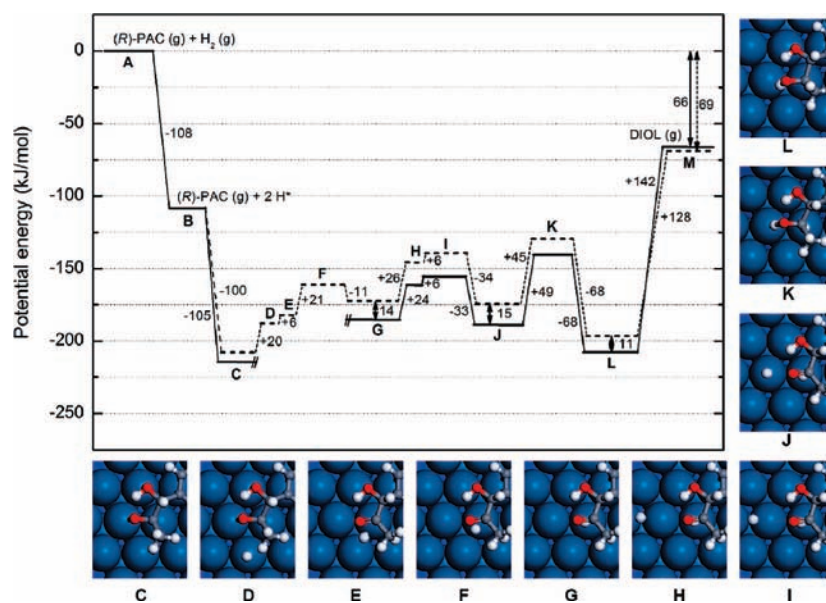 Potential energy (kJ/mol)
0
-50
-100
-150
-200
-250
(R)-PAC (g) + H₂ (g)
A
-108
(R)-PAC (g) + 2 H*
B
-105
-100
C
D
+20
E
+6
F
+21
-11
G
14
+24
+26
H
+6
+6
I
-33
-34
J
15
+49
+45
K
-68
-68
L
11
+142
+128
DIOL (g)
M
66
69
L
K
J
C D E F G H I